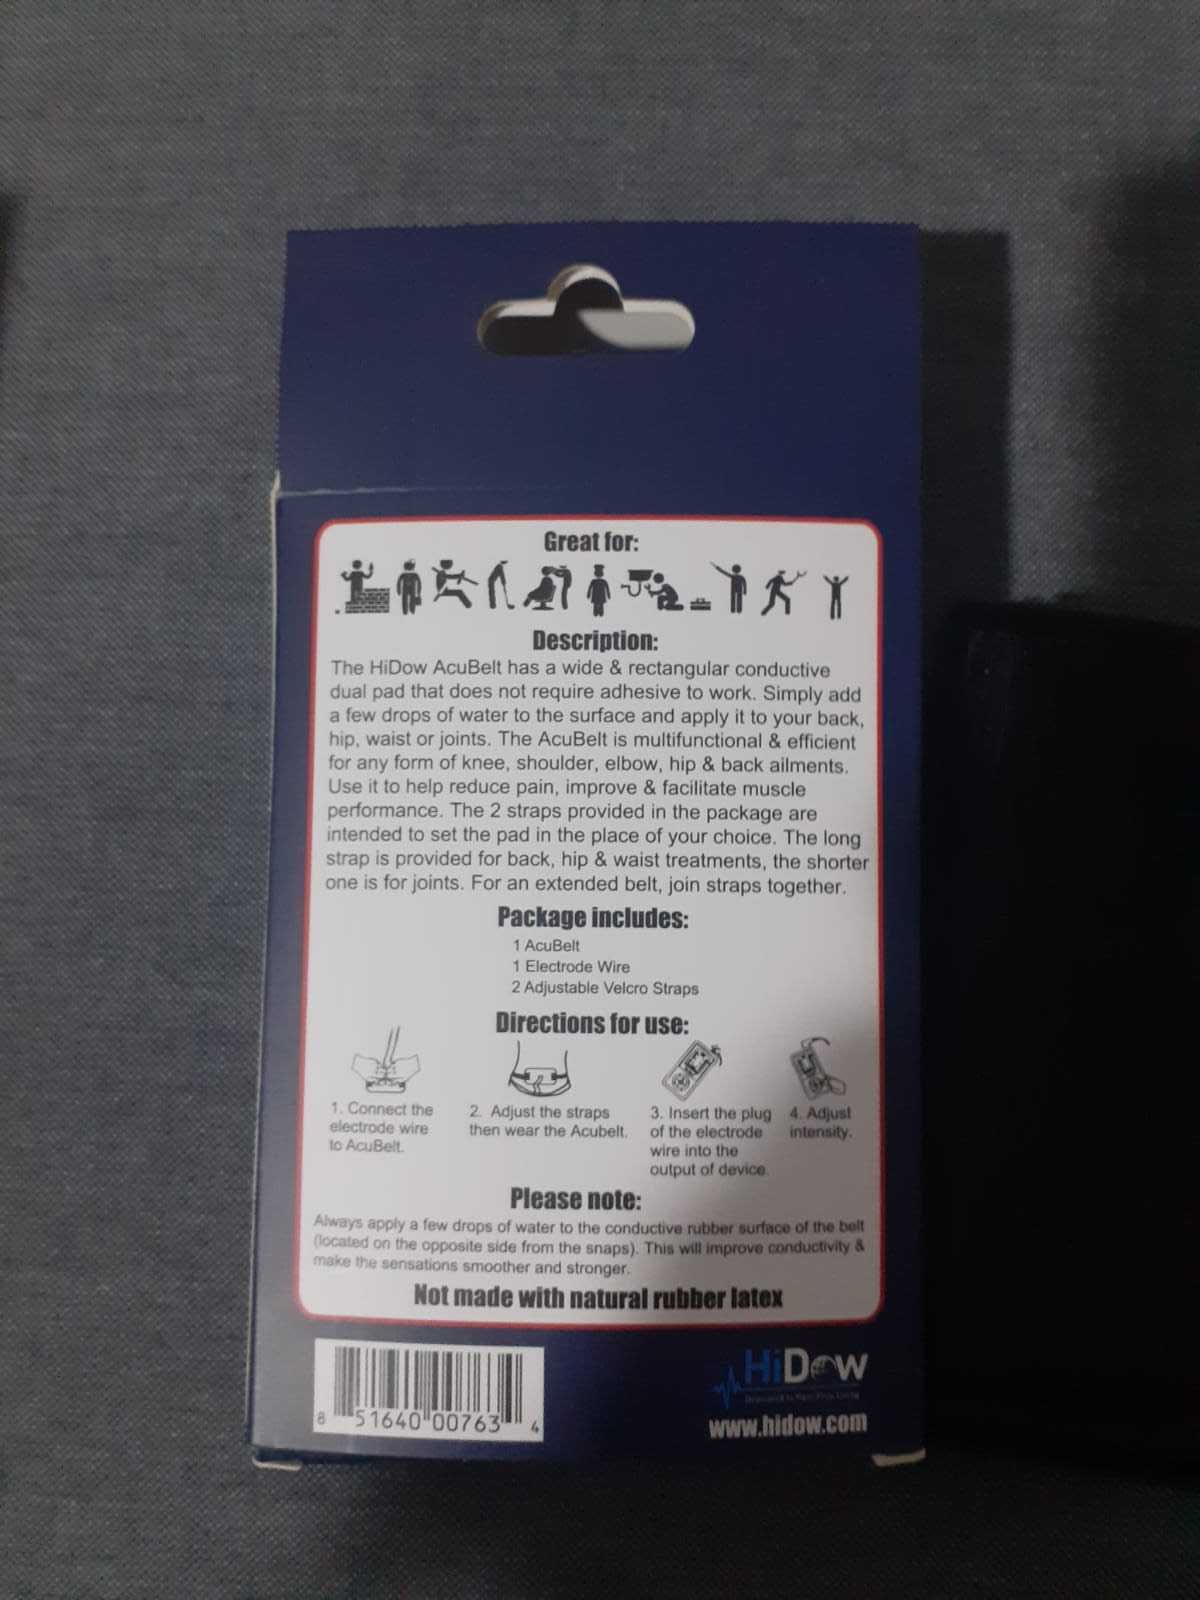 Great for:
Description:
The HiDow AcuBelt has a wide & rectangular conductive
dual pad that does not require adhesive to work. Simply add
a few drops of water to the surface and apply it to your back,
hip, waist or joints. The AcuBelt is multifunctional & efficient
for any form of knee, shoulder, elbow, hip & back ailments.
Use it to help reduce pain, improve & facilitate muscle
performance. The 2 straps provided in the package are
intended to set the pad in the place of your choice. The long
strap is provided for back, hip & waist treatments, the shorter
one is for joints. For an extended belt, join straps together.
Package includes:
1 AcuBelt
1 Electrode Wire
2 Adjustable Velcro Straps
Directions for use:
1. Connect the
electrode wire
to AcuBelt.
2. Adjust the straps
then wear the Acubelt.
3. Insert the plug
of the electrode
wire into the
output of device.
4. Adjust
intensity.
Please note:
Always apply a few drops of water to the conductive rubber surface of the belt
(located on the opposite side from the snaps). This will improve conductivity &
make the sensations smoother and stronger.
Not made with natural rubber latex
8 51640 00763 4
HiDow
www.hidow.com